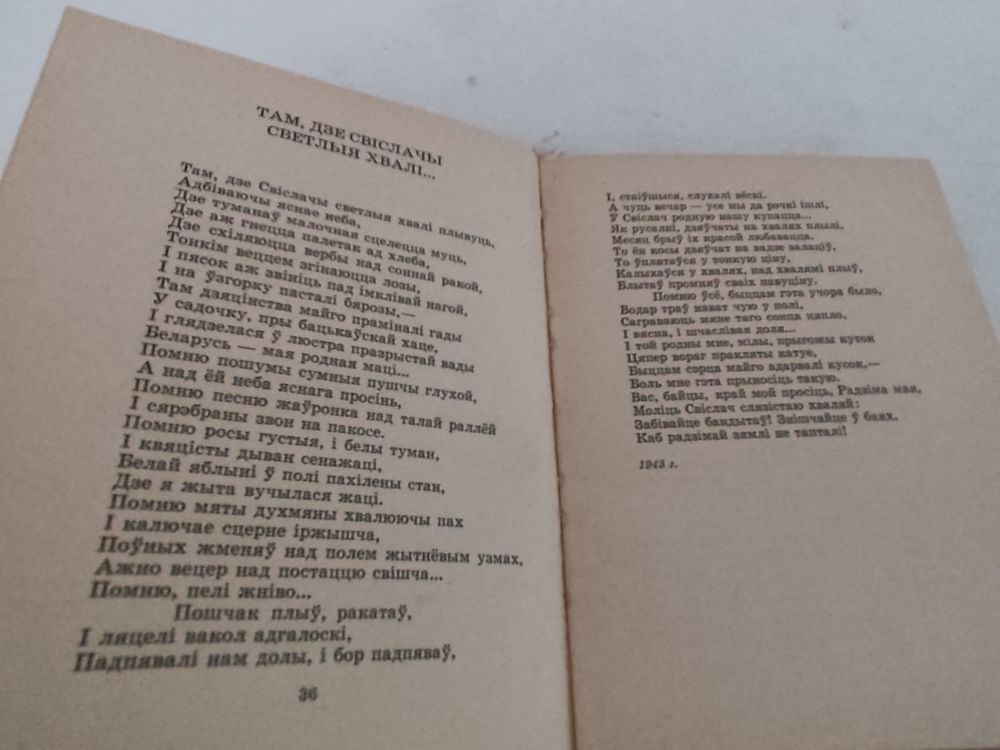 ТАМ, ДЗЕ СВІСЛАЧЫ
СВЕТЛЫЯ ХВАЛІ...
Там, дзе Свіслачы светлыя хвалі плывуць,
Адбіваючы яснае неба,
Дзе туманаў малочная сцелецца муць,
Дзе аж гнецца палетак ад хлеба,
Дзе схіляюцца вербы над соннай ракой,
Тонкім веццем згінаюцца лозы,
І пясок аж звініць пад імклівай нагой,
І на ўзгорку пасталі бярозы,—
Там дзяцінства майго праміналі гады
У садочку, пры бацькаўскай хаце,
І глядзелася ў люстра празрыстай вады
Беларусь — мая родная маці...
Помню пошумы сумныя пушчы глухой,
А над ёй неба яснага просінь,
Помню песню жаўронка над талай раллёй
І сярэбраны звон на пакосе.
Помню росы густыя, і белы туман,
І квяцісты дыван сенажаці,
Белай яблыні ў полі пахілены стан,
Дзе я жыта вучылася жаці.
Помню мяты духмяны хвалюючы пах
І калючае сцерне іржышча,
Поўных жменяў над полем жытнёвым узмах,
Ажно вецер над постаццю свішча...
Помню, пелі жніво...
Пошчак плыў, ракатаў,
І ляцелі вакол адгалоскі,
Падпявалі нам долы, і бор падпяваў,
36
І, стаіўшыся, слухалі вёскі.
А чуць вечар — усе мы да рэчкі ішлі,
Ў Свіслач родную нашу купацца...
Як русалкі, дзяўчаты на хвалях плылі,
Месяц брыў іх красой любавацца.
То ён косы дзяўчат на вадзе залаціў,
То ўплятаўся у тонкую ціну,
Калыхаўся ў хвалях, над хвалямі плыў,
Блытаў промняў сваіх павуціну.
Помню ўсё, быццам гэта учора было,
Водар траў нават чую у полі,
Саграваюць мяне таго сонца цяпло,
І вясна, і шчаслівая доля...
І той родны мне, мілы, прыгожы куток
Цяпер вораг пракляты катуе,
Быццам сэрца майго адарвалі кусок,—
Боль мне гэта прыносіць такую.
Вас, байцы, край мой просіць, Радзіма мая,
Моліць Свіслач слязістаю хваляй:
Забівайце бандытаў! Знішчайце ў баях,
Каб радзімай зямлі не тапталі!
1943 г.